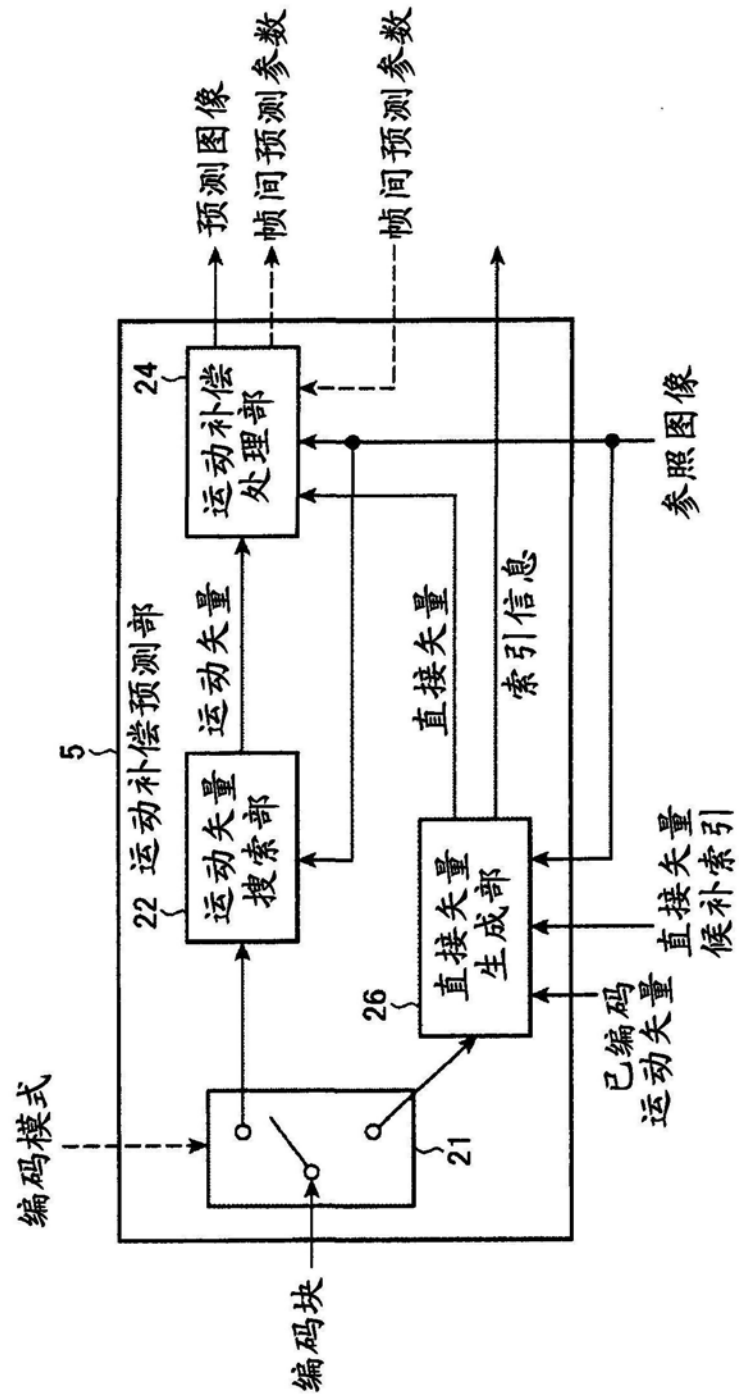 编码模式
5
运动补偿预测部
编码块
21
22
运动矢量
搜索部
运动矢量
24
运动补偿
处理部
预测图像
帧间预测参数
帧间预测参数
26
直接矢量
生成部
直接矢量
索引信息
已编码
运动矢量
直接矢量
候补索引
参照图像